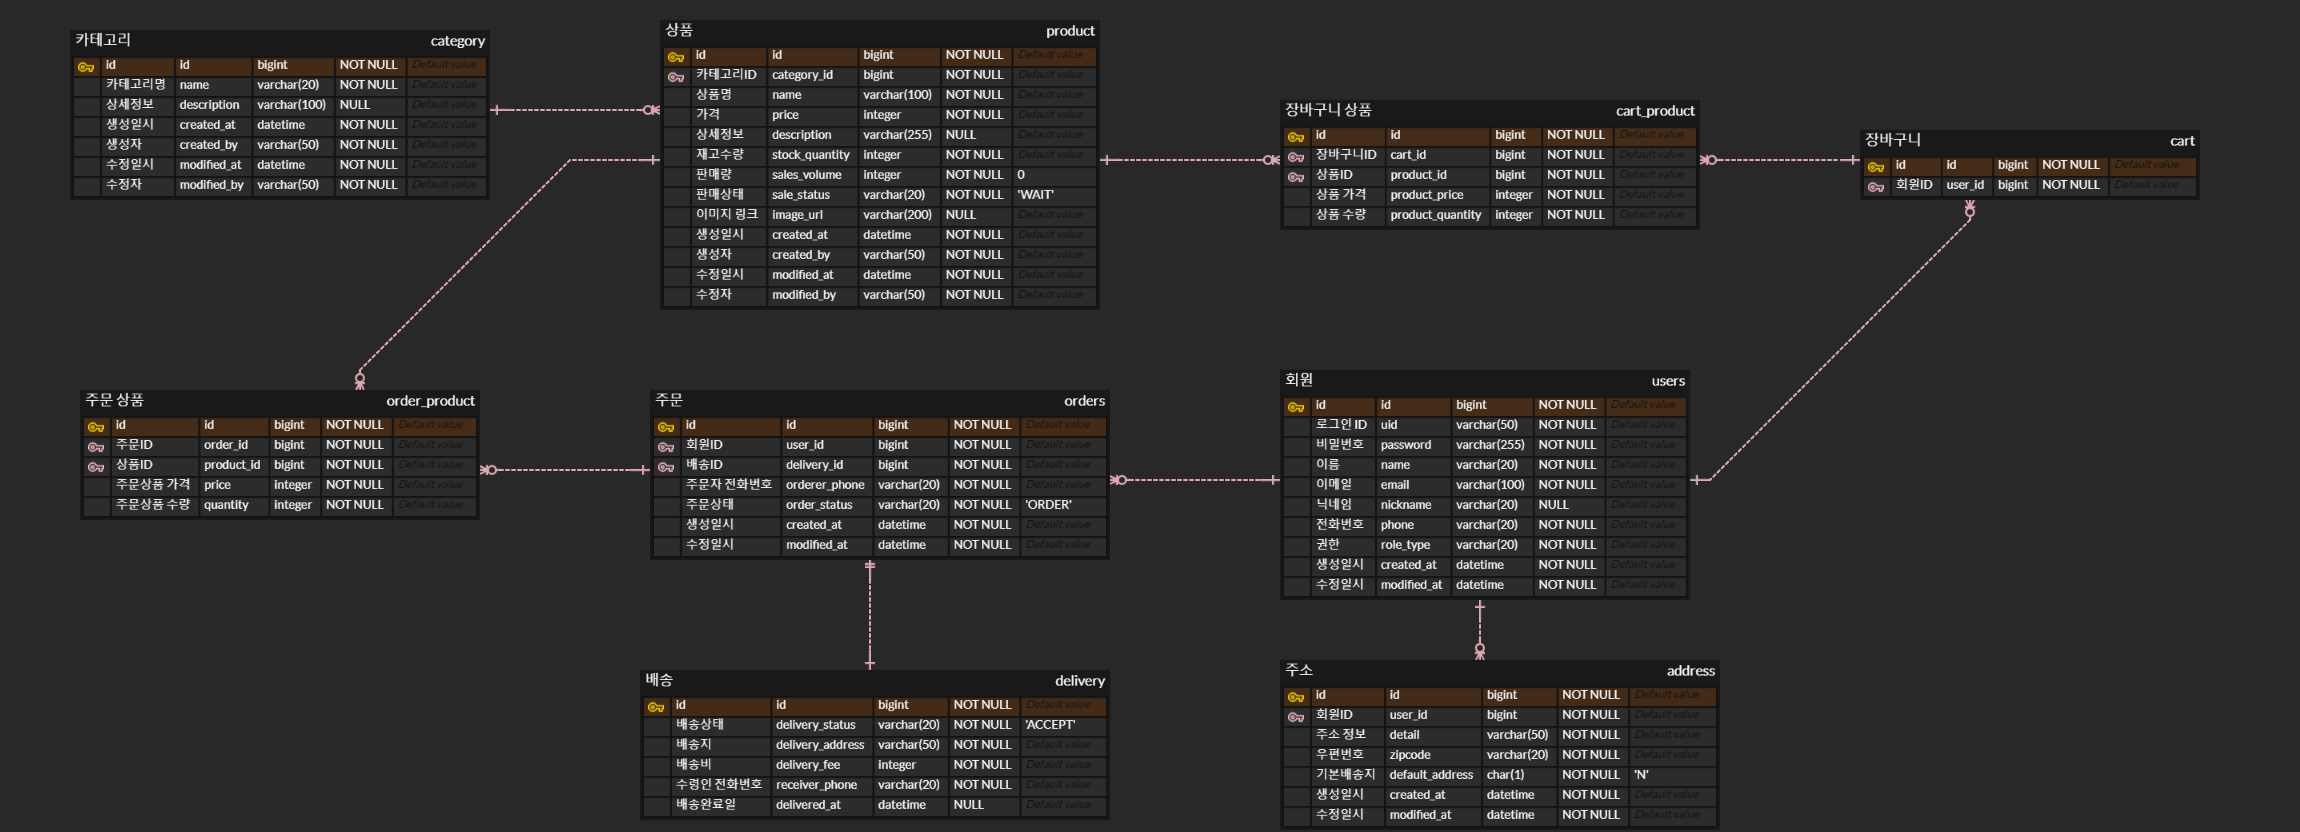 카테고리 category
id id bigint NOT NULL Default value
카테고리명 name varchar(20) NOT NULL Default value
상세정보 description varchar(100) NULL Default value
생성일시 created_at datetime NOT NULL Default value
생성자 created_by varchar(50) NOT NULL Default value
수정일시 modified_at datetime NOT NULL Default value
수정자 modified_by varchar(50) NOT NULL Default value
상품 product
id id bigint NOT NULL Default value
카테고리ID category_id bigint NOT NULL Default value
상품명 name varchar(100) NOT NULL Default value
가격 price integer NOT NULL Default value
상세정보 description varchar(255) NULL Default value
재고수량 stock_quantity integer NOT NULL Default value
판매량 sales_volume integer NOT NULL 0
판매상태 sale_status varchar(20) NOT NULL 'WAIT'
이미지 링크 image_url varchar(200) NULL Default value
생성일시 created_at datetime NOT NULL Default value
생성자 created_by varchar(50) NOT NULL Default value
수정일시 modified_at datetime NOT NULL Default value
수정자 modified_by varchar(50) NOT NULL Default value
장바구니 상품 cart_product
id id bigint NOT NULL Default value
장바구니ID cart_id bigint NOT NULL Default value
상품ID product_id bigint NOT NULL Default value
상품 가격 product_price integer NOT NULL Default value
상품 수량 product_quantity integer NOT NULL Default value
장바구니 cart
id id bigint NOT NULL Default value
회원ID user_id bigint NOT NULL Default value
주문 상품 order_product
id id bigint NOT NULL Default value
주문ID order_id bigint NOT NULL Default value
상품ID product_id bigint NOT NULL Default value
주문상품 가격 price integer NOT NULL Default value
주문상품 수량 quantity integer NOT NULL Default value
주문 orders
id id bigint NOT NULL Default value
회원ID user_id bigint NOT NULL Default value
배송ID delivery_id bigint NOT NULL Default value
주문자 전화번호 orderer_phone varchar(20) NOT NULL Default value
주문상태 order_status varchar(20) NOT NULL 'ORDER'
생성일시 created_at datetime NOT NULL Default value
수정일시 modified_at datetime NOT NULL Default value
회원 users
id id bigint NOT NULL Default value
로그인 ID uid varchar(50) NOT NULL Default value
비밀번호 password varchar(255) NOT NULL Default value
이름 name varchar(20) NOT NULL Default value
이메일 email varchar(100) NOT NULL Default value
닉네임 nickname varchar(20) NULL Default value
전화번호 phone varchar(20) NOT NULL Default value
권한 role_type varchar(20) NOT NULL Default value
생성일시 created_at datetime NOT NULL Default value
수정일시 modified_at datetime NOT NULL Default value
배송 delivery
id id bigint NOT NULL Default value
배송상태 delivery_status varchar(20) NOT NULL 'ACCEPT'
배송지 delivery_address varchar(50) NOT NULL Default value
배송비 delivery_fee integer NOT NULL Default value
수령인 전화번호 receiver_phone varchar(20) NOT NULL Default value
배송완료일 delivered_at datetime NULL Default value
주소 address
id id bigint NOT NULL Default value
회원ID user_id bigint NOT NULL Default value
주소 정보 detail varchar(50) NOT NULL Default value
우편번호 zipcode varchar(20) NOT NULL Default value
기본배송지 default_address char(1) NOT NULL 'N'
생성일시 created_at datetime NOT NULL Default value
수정일시 modified_at datetime NOT NULL Default value